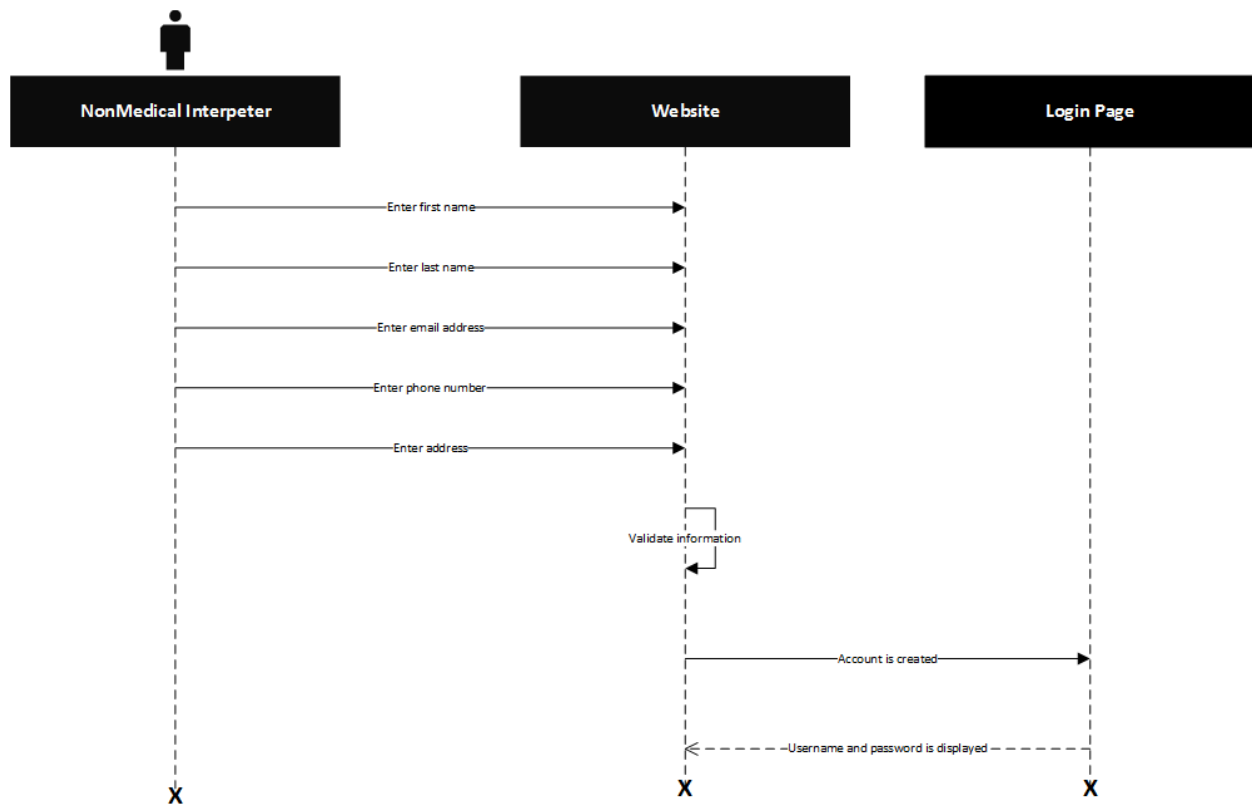 NonMedical Interpeter
Website
Login Page
Enter first name
Enter last name
Enter email address
Enter phone number
Enter address
Validate information
Account is created
Username and password is displayed
X
X
X